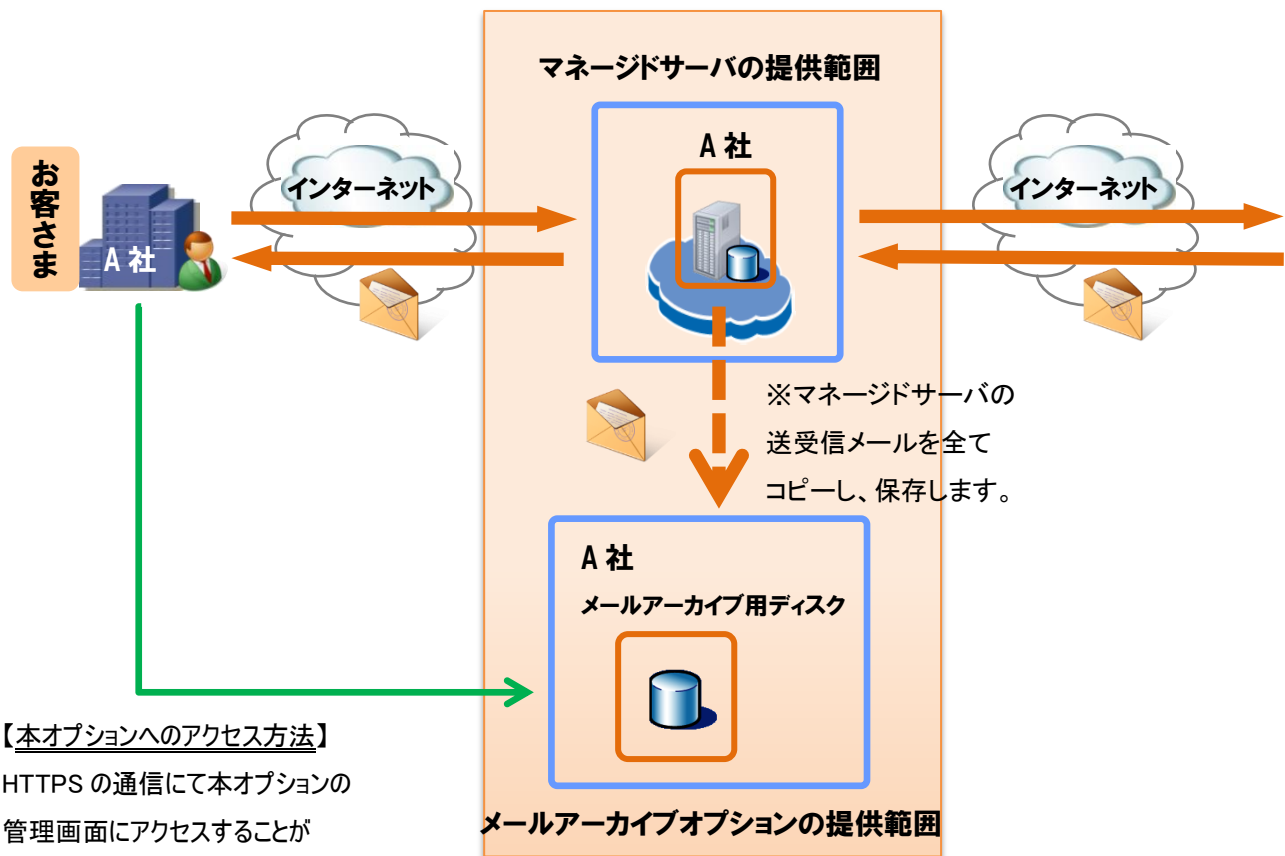 マネージドサーバの提供範囲
お客さま
A 社
インターネット
A 社
インターネット
※マネージドサーバの
送受信メールを全て
コピーし、保存します。
A 社
メールアーカイブ用ディスク
【本オプションへのアクセス方法】
HTTPS の通信にて本オプションの
管理画面にアクセスすることが
メールアーカイブオプションの提供範囲